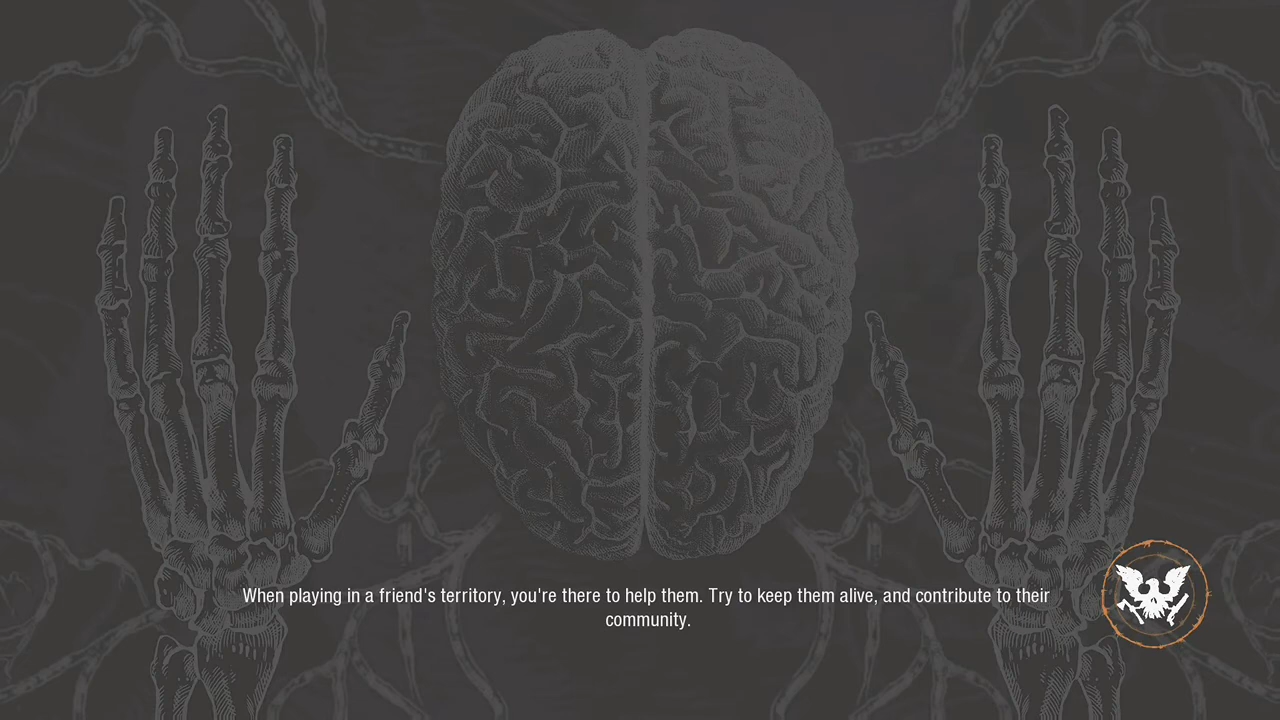 When playing in a friend's territory, you're there to help them. Try to keep them alive, and contribute to their
community.